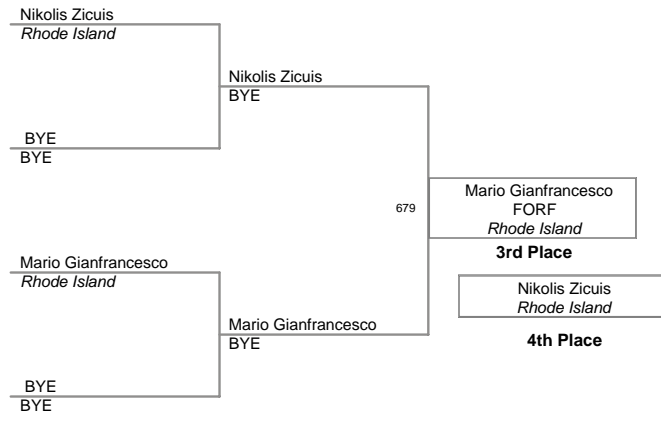 Nikolis Zicuis
Rhode Island
Nikolis Zicuis
BYE
BYE
BYE
679
Mario Gianfrancesco
FORF
Rhode Island
3rd Place
Mario Gianfrancesco
Rhode Island
Nikolis Zicuis
Rhode Island
4th Place
Mario Gianfrancesco
BYE
BYE
BYE